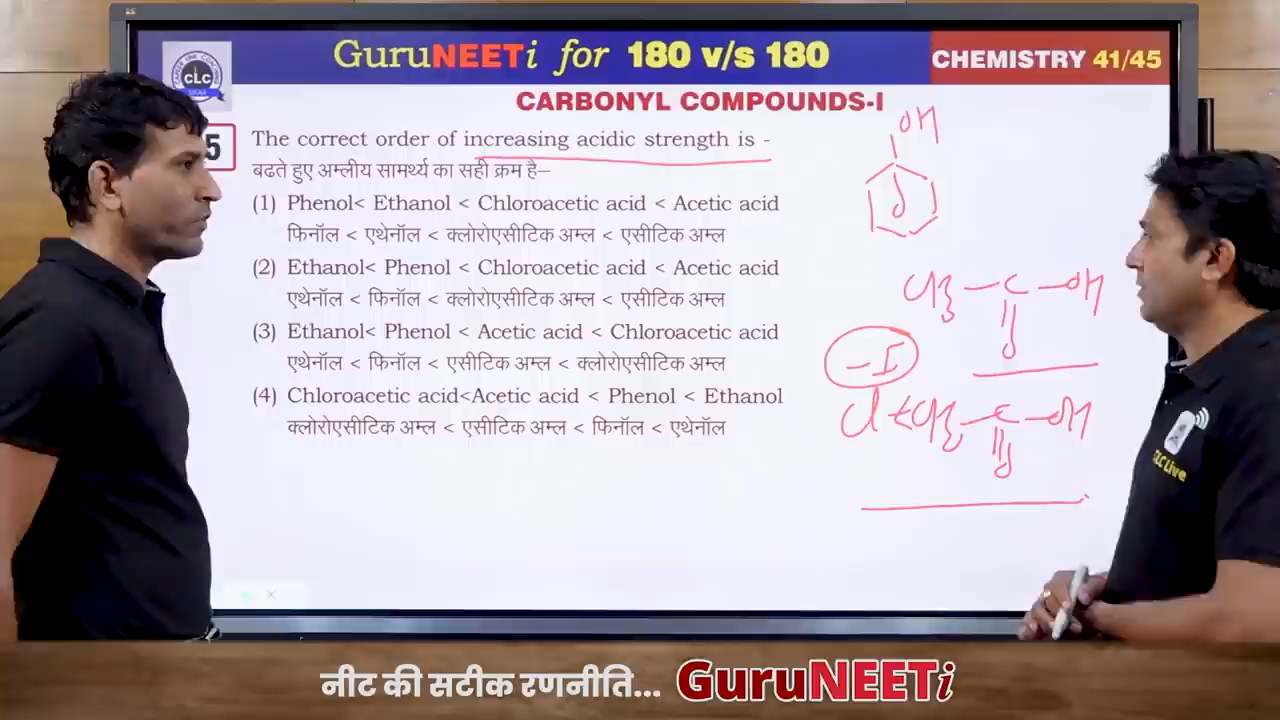 GuruNEETi for 180 v/s 180
CHEMISTRY 41/45
CLC
CARBONYL COMPOUNDS-I
5
The correct order of increasing acidic strength is -
बढते हुए अम्लीय सामर्थ्य का सही क्रम है–
(1) Phenol< Ethanol < Chloroacetic acid < Acetic acid
फिनॉल < एथेनॉल < क्लोरोएसीटिक अम्ल < एसीटिक अम्ल
(2) Ethanol< Phenol < Chloroacetic acid < Acetic acid
एथेनॉल < फिनॉल < क्लोरोएसीटिक अम्ल < एसीटिक अम्ल
(3) Ethanol< Phenol < Acetic acid < Chloroacetic acid
एथेनॉल < फिनॉल < एसीटिक अम्ल < क्लोरोएसीटिक अम्ल
(4) Chloroacetic acid<Acetic acid < Phenol < Ethanol
क्लोरोएसीटिक अम्ल < एसीटिक अम्ल < फिनॉल < एथेनॉल
OH
CH3 - C - OH
O
-I
Cl CH2 - C - OH
O
CLC Live
नीट की सटीक रणनीति... GuruNEETi